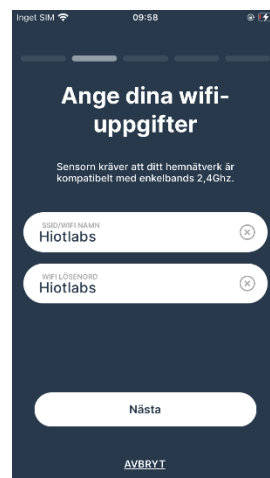 Inget SIM 09:58
Ange dina wifi-
uppgifter
Sensorn kräver att ditt hemnätverk är
kompatibelt med enkelbands 2,4Ghz.
SSID/WIFI NAMN
Hiotlabs
WIFI LÖSENORD
Hiotlabs
Nästa
AVBRYT